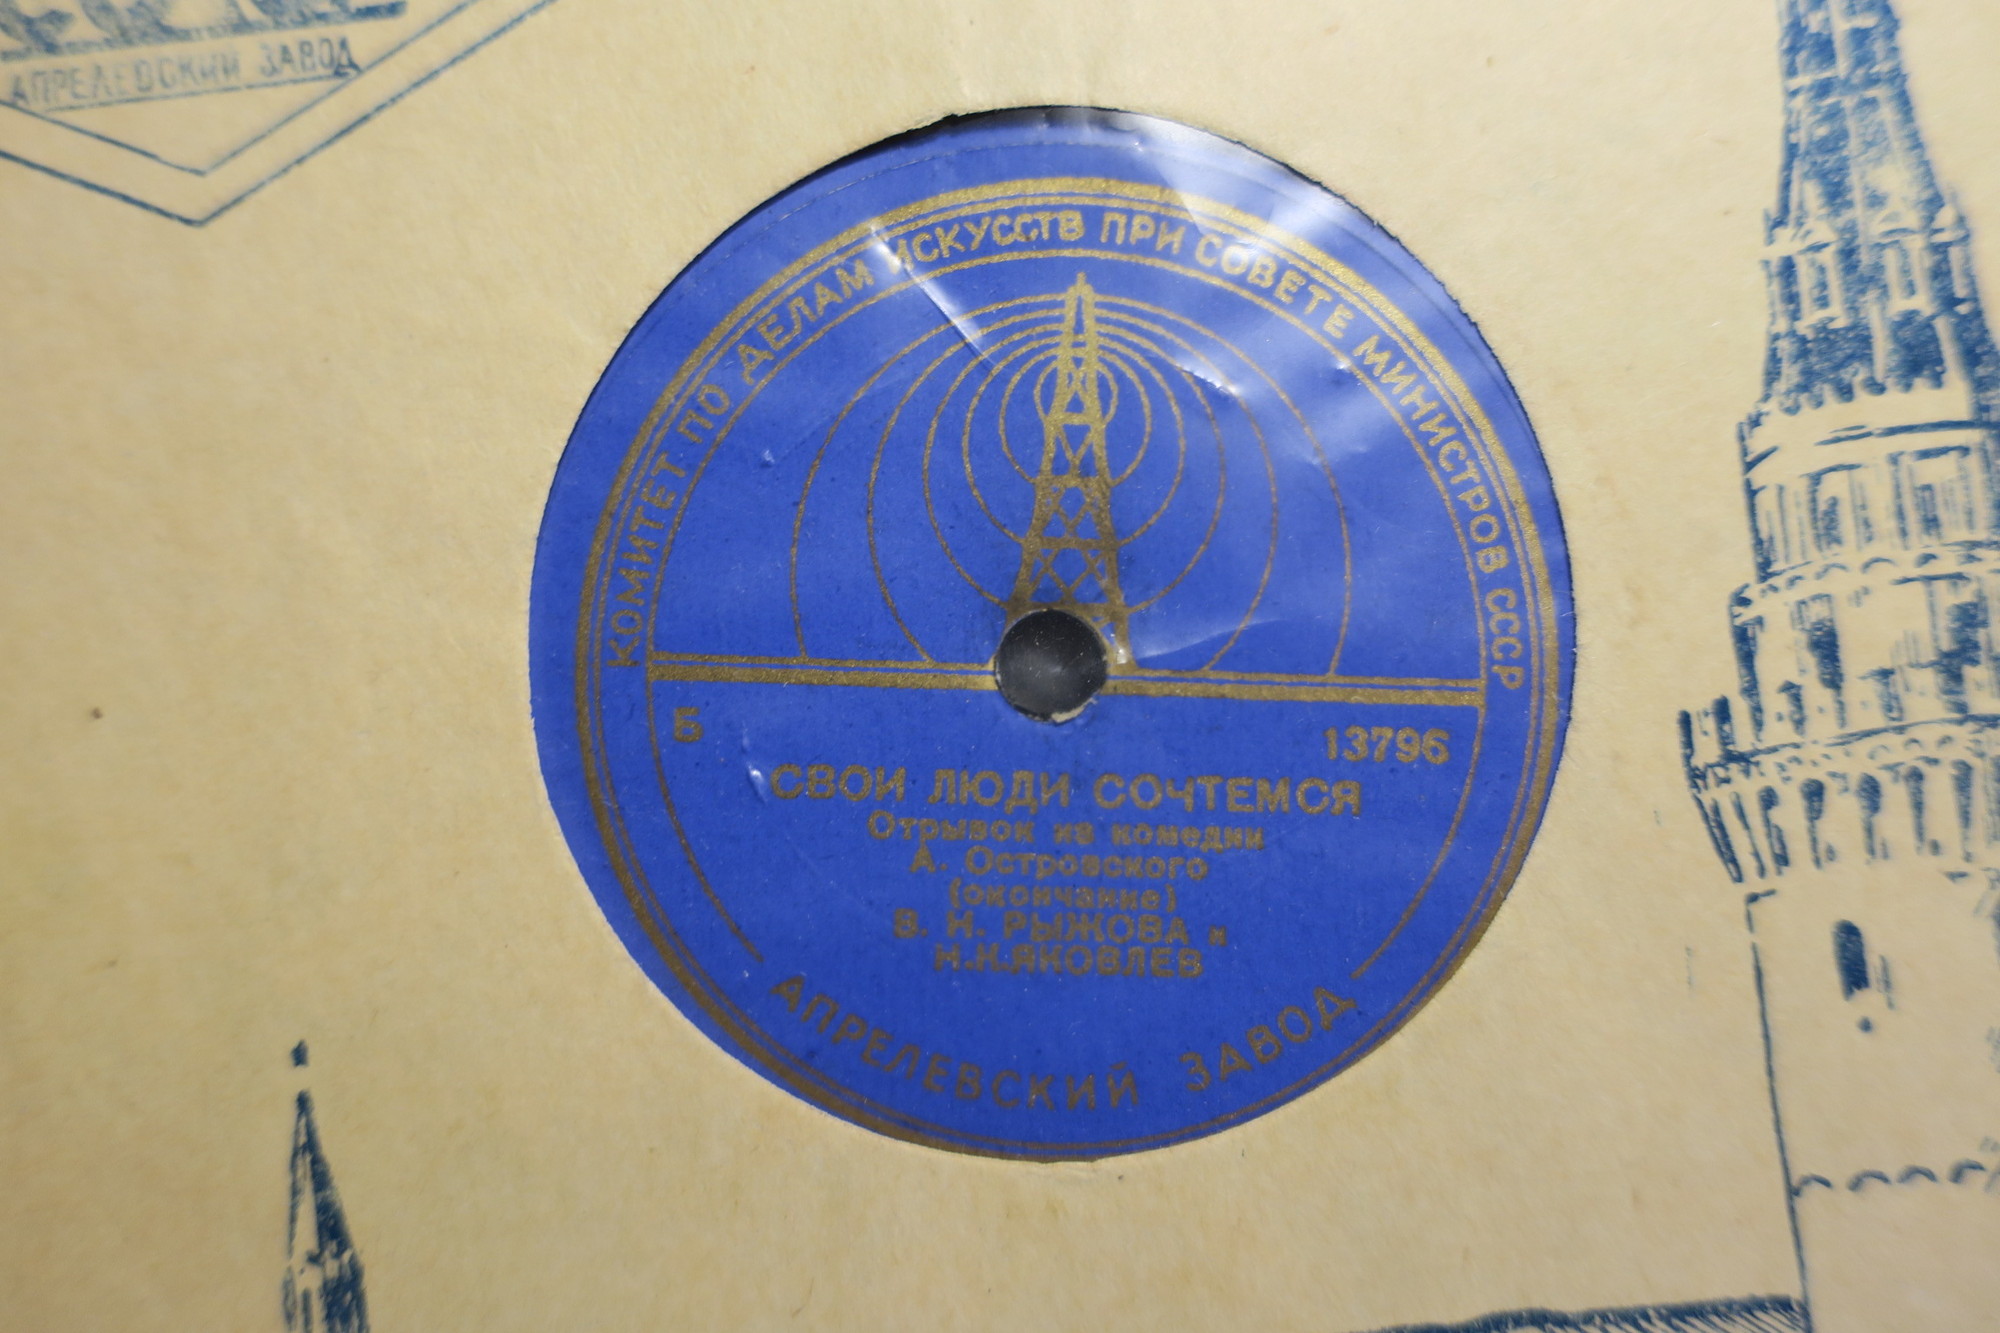 АПРЕЛЕВСКИЙ ЗАВОД
КОМИТЕТ ПО ДЕЛАМ ИСКУССТВ ПРИ СОВЕТЕ МИНИСТРОВ СССР
Б 13796
СВОИ ЛЮДИ СОЧТЕМСЯ
Отрывок из комедии
А. Островского
(окончание)
В. Н. РЫЖОВА и
Н.К.ЯКОВЛЕВ
АПРЕЛЕВСКИЙ ЗАВОД